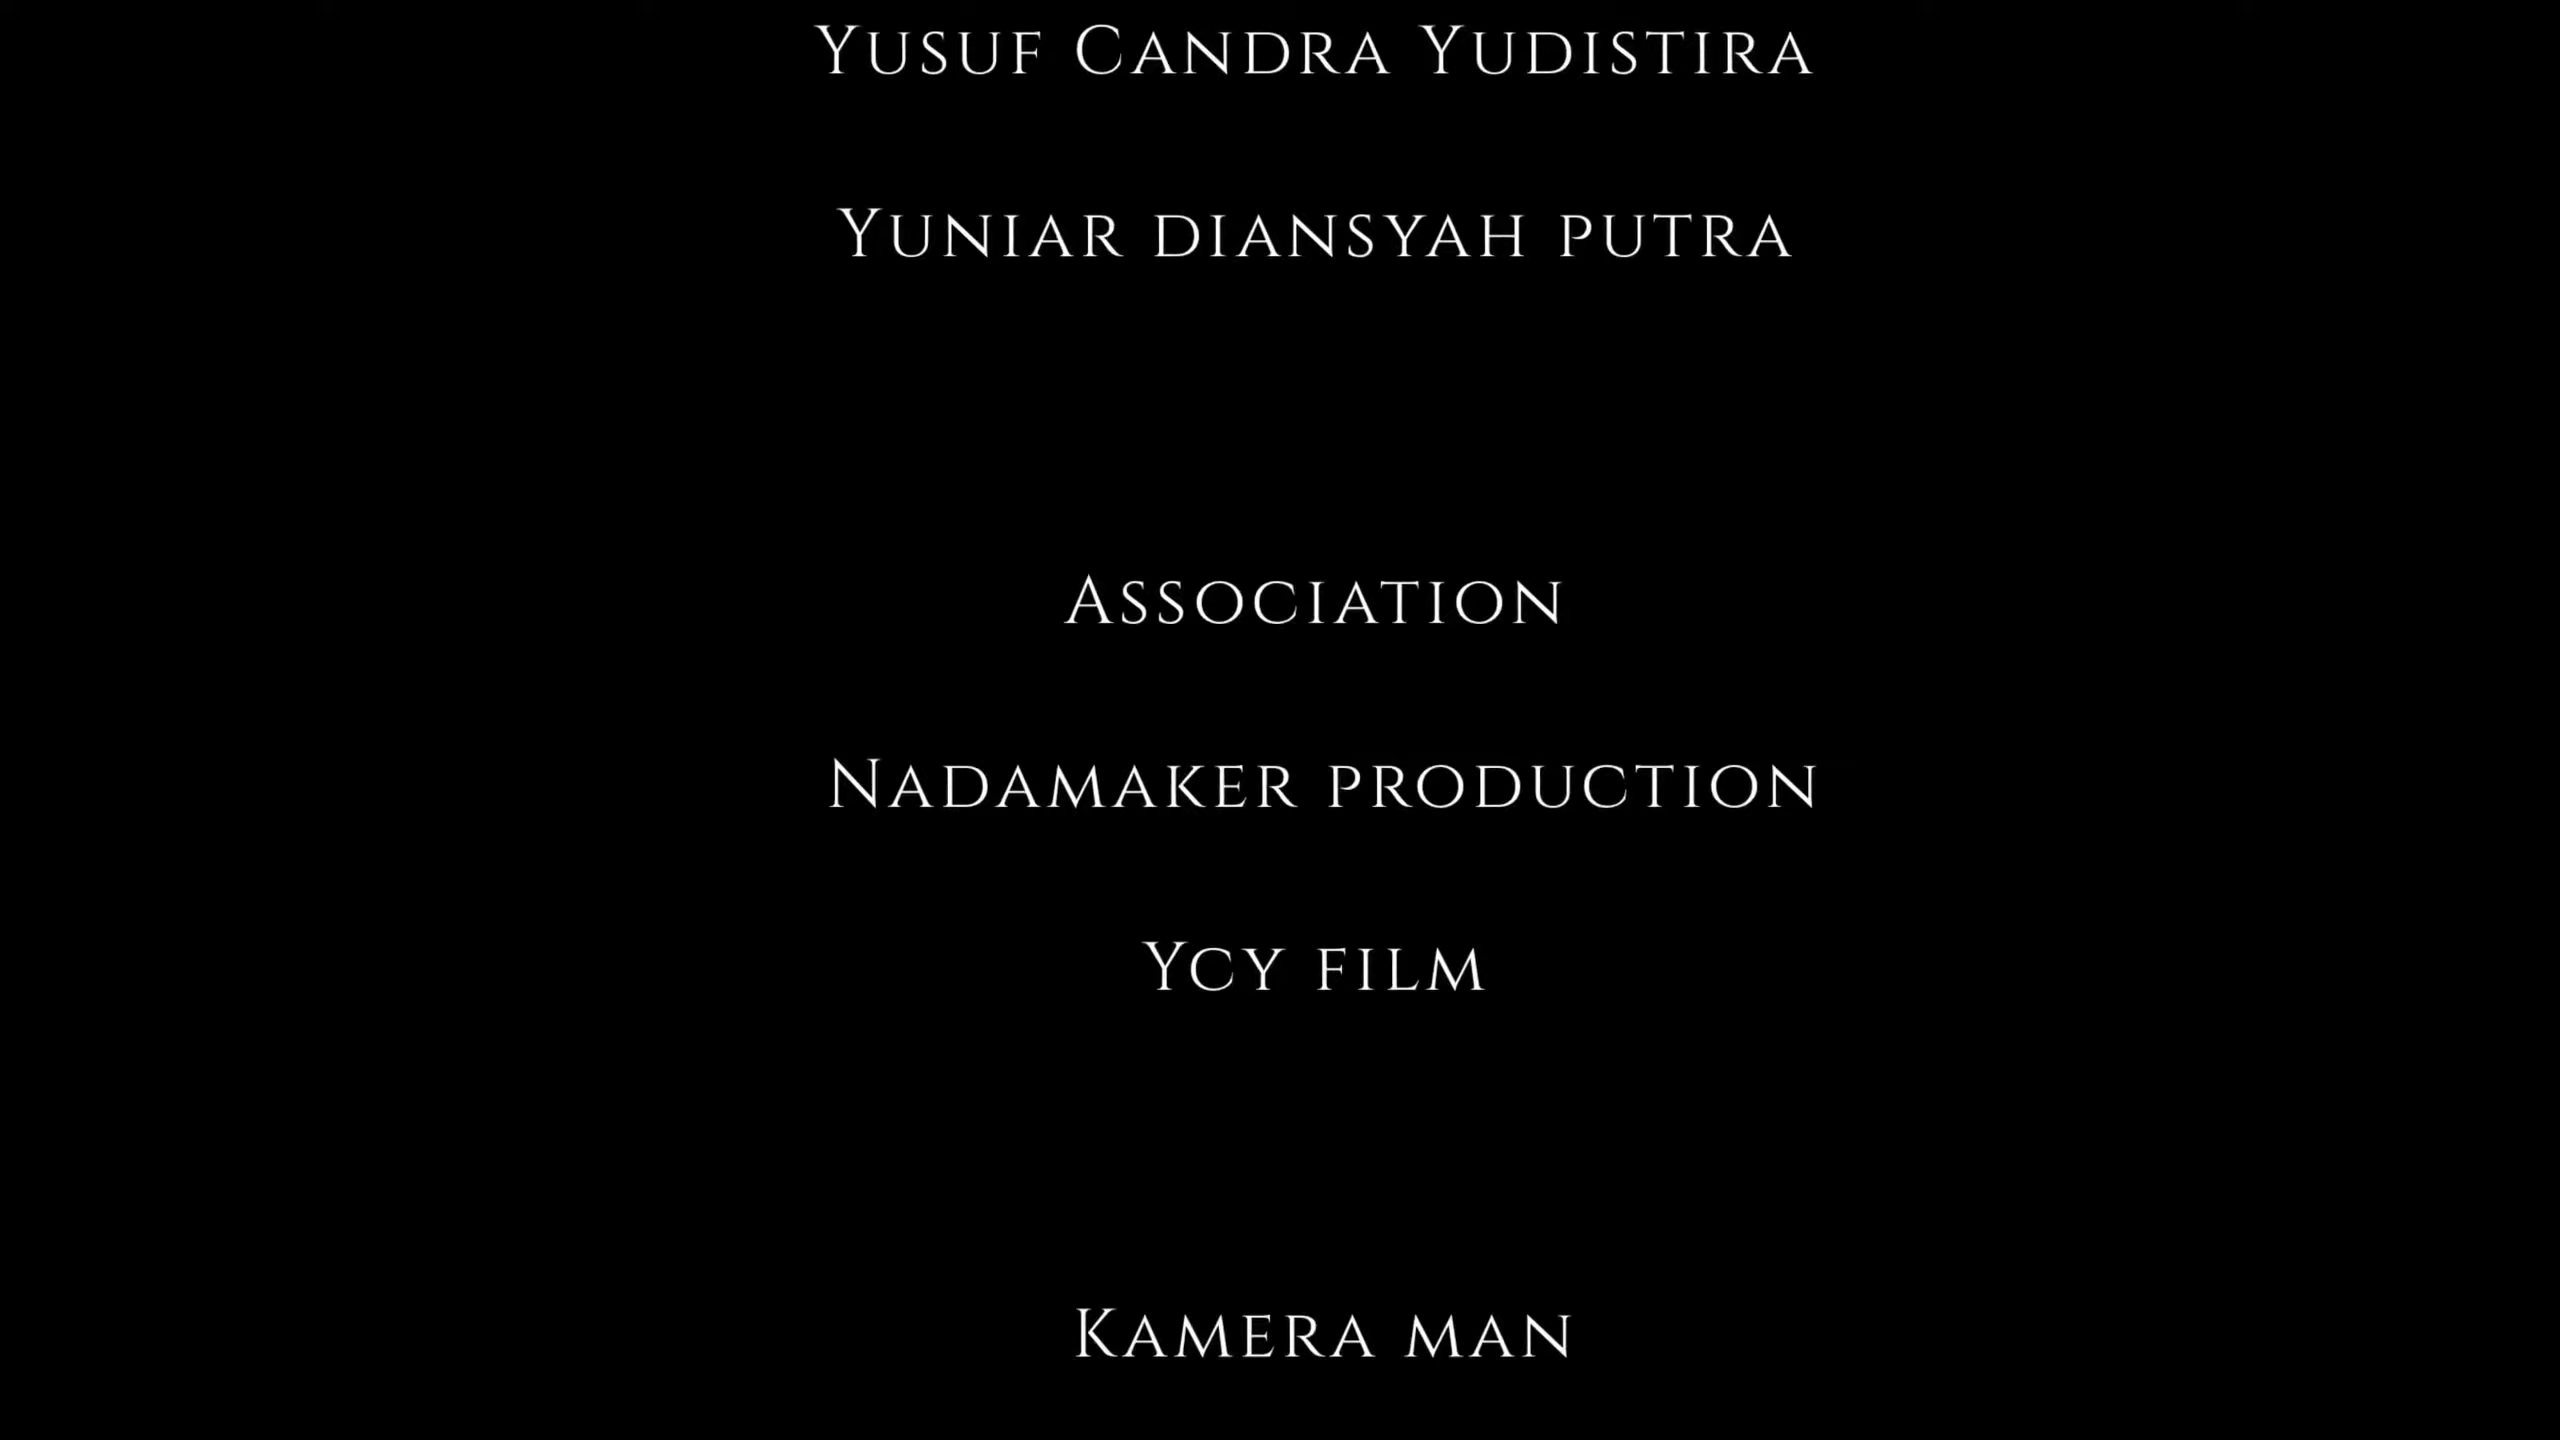 Yusuf Candra Yudistira
Yuniar diansyah putra
Association
Nadamaker production
Ycy film
Kamera man